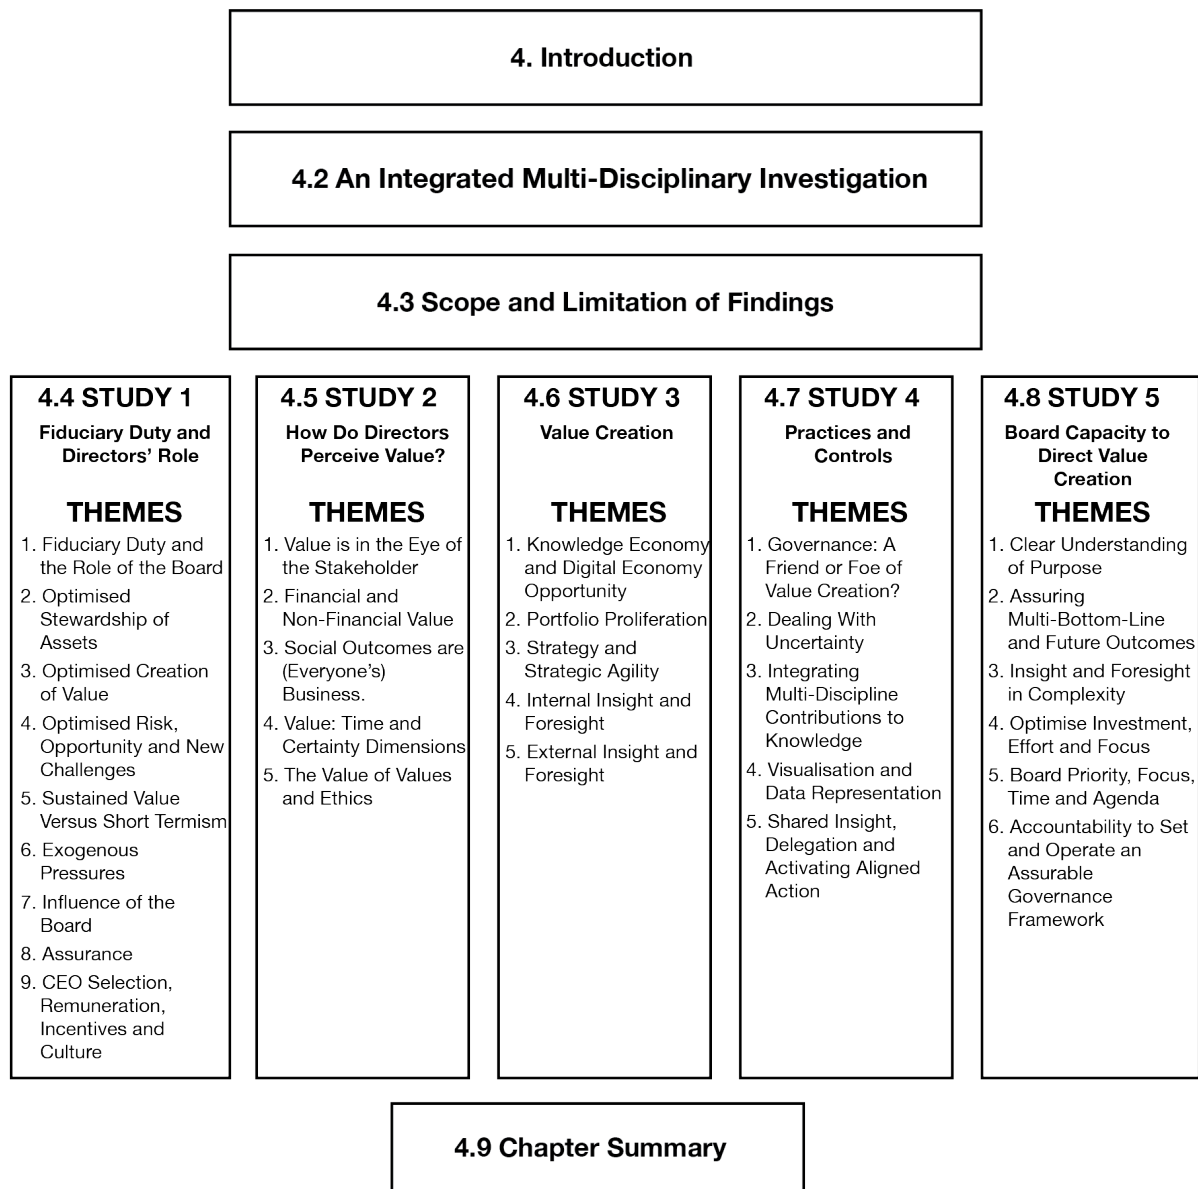 4. Introduction
4.2 An Integrated Multi-Disciplinary Investigation
4.3 Scope and Limitation of Findings
4.4 STUDY 1
Fiduciary Duty and
Directors’ Role
THEMES
1. Fiduciary Duty and
the Role of the Board
2. Optimised
Stewardship of
Assets
3. Optimised Creation
of Value
4. Optimised Risk,
Opportunity and New
Challenges
5. Sustained Value
Versus Short Termism
6. Exogenous
Pressures
7. Influence of the
Board
8. Assurance
9. CEO Selection,
Remuneration,
Incentives and
Culture
4.5 STUDY 2
How Do Directors
Perceive Value?
THEMES
1. Value is in the Eye of
the Stakeholder
2. Financial and
Non-Financial Value
3. Social Outcomes are
(Everyone’s)
Business.
4. Value: Time and
Certainty Dimensions
5. The Value of Values
and Ethics
4.6 STUDY 3
Value Creation
THEMES
1. Knowledge Economy
and Digital Economy
Opportunity
2. Portfolio Proliferation
3. Strategy and
Strategic Agility
4. Internal Insight and
Foresight
5. External Insight and
Foresight
4.7 STUDY 4
Practices and
Controls
THEMES
1. Governance: A
Friend or Foe of
Value Creation?
2. Dealing With
Uncertainty
3. Integrating
Multi-Discipline
Contributions to
Knowledge
4. Visualisation and
Data Representation
5. Shared Insight,
Delegation and
Activating Aligned
Action
4.8 STUDY 5
Board Capacity to
Direct Value
Creation
THEMES
1. Clear Understanding
of Purpose
2. Assuring
Multi-Bottom-Line
and Future Outcomes
3. Insight and Foresight
in Complexity
4. Optimise Investment,
Effort and Focus
5. Board Priority, Focus,
Time and Agenda
6. Accountability to Set
and Operate an
Assurable
Governance
Framework
4.9 Chapter Summary